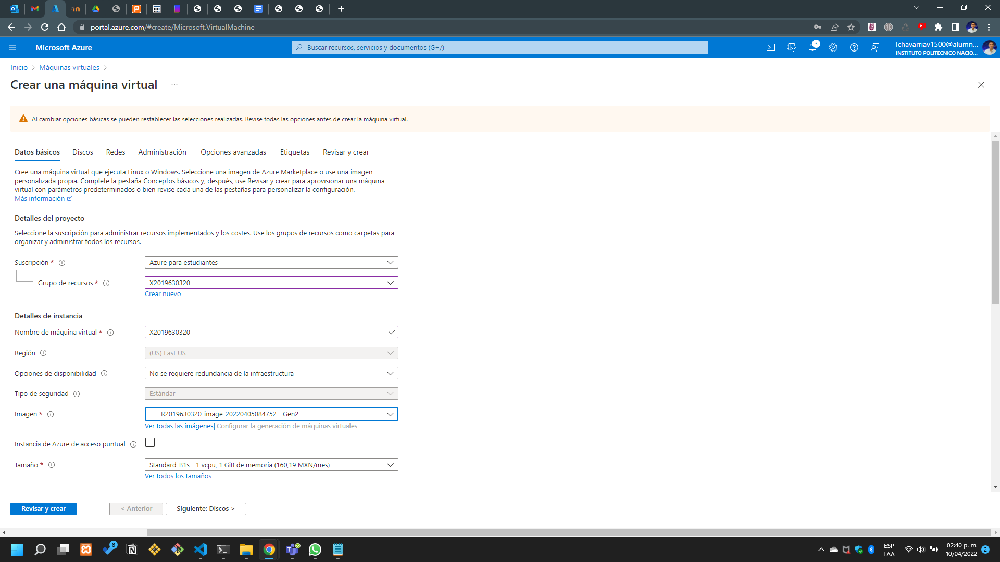 portal.azure.com/#create/Microsoft.VirtualMachine
Microsoft Azure
Buscar recursos, servicios y documentos (G+/)
3
lchavarriav1500@alumn...
INSTITUTO POLITECNICO NACIO...
Inicio > Máquinas virtuales >
Crear una máquina virtual ...
Al cambiar opciones básicas se pueden restablecer las selecciones realizadas. Revise todas las opciones antes de crear la máquina virtual.
Datos básicos Discos Redes Administración Opciones avanzadas Etiquetas Revisar y crear
Cree una máquina virtual que ejecuta Linux o Windows. Seleccione una imagen de Azure Marketplace o use una imagen
personalizada propia. Complete la pestaña Conceptos básicos y, después, use Revisar y crear para aprovisionar una máquina
virtual con parámetros predeterminados o bien revise cada una de las pestañas para personalizar la configuración.
Más información
Detalles del proyecto
Seleccione la suscripción para administrar recursos implementados y los costes. Use los grupos de recursos como carpetas para
organizar y administrar todos los recursos.
Suscripción * Azure para estudiantes
Grupo de recursos * X2019630320
Crear nuevo
Detalles de instancia
Nombre de máquina virtual * X2019630320
Región (US) East US
Opciones de disponibilidad No se requiere redundancia de la infraestructura
Tipo de seguridad Estándar
Imagen * R2019630320-image-20220405084752 - Gen2
Ver todas las imágenes| Configurar la generación de máquinas virtuales
Instancia de Azure de acceso puntual
Tamaño * Standard_B1s - 1 vcpu, 1 GiB de memoria (160,19 MXN/mes)
Ver todos los tamaños
Revisar y crear < Anterior Siguiente: Discos >
8
ESP
LAA
02:40 p. m.
10/04/2022
2